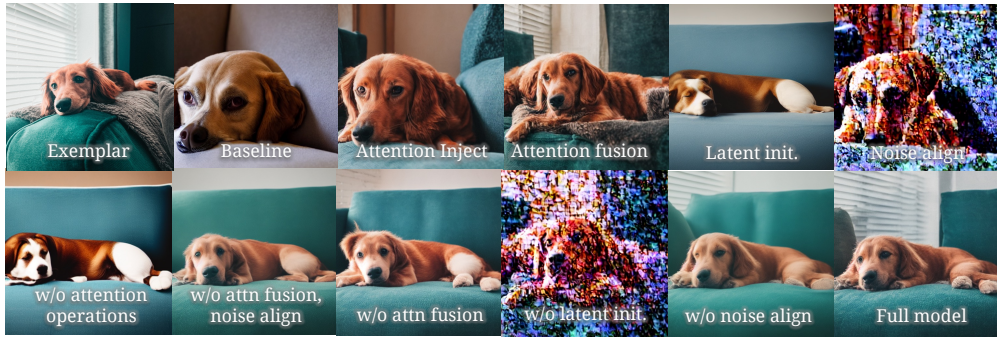 Exemplar
Baseline
Attention Inject
Attention fusion
Latent init.
Noise align
w/o attention
operations
w/o attn fusion,
noise align
w/o attn fusion
w/o latent init.
w/o noise align
Full model